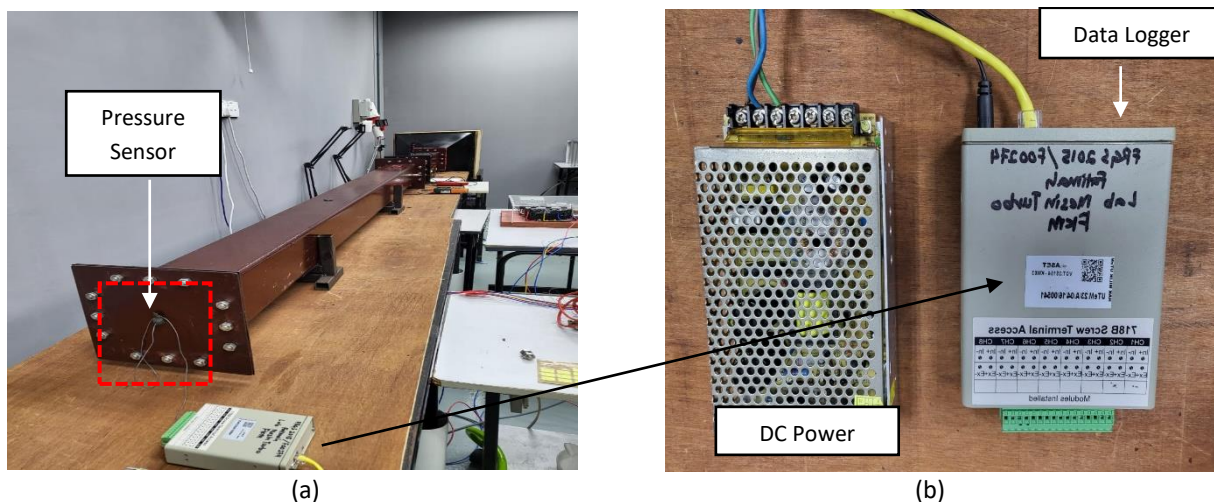 Pressure
Sensor
Data Logger
FRGS 2015/F00274
Fatimah
Lab Mesin Turbo
FKM
ASET
718B Screw Terminal Access
CH8 CH7 CH6 CH5 CH4 CH3 CH2 CH1
Modules Installed
DC Power
(a)
(b)